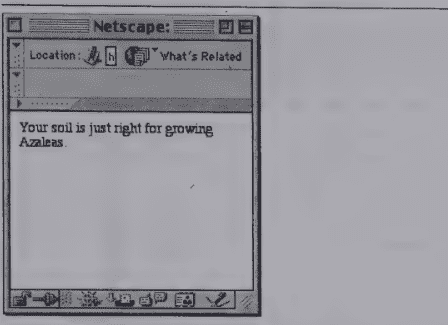 Netscape:
Location: h What's Related
Your soil is just right for growing
Azaleas.